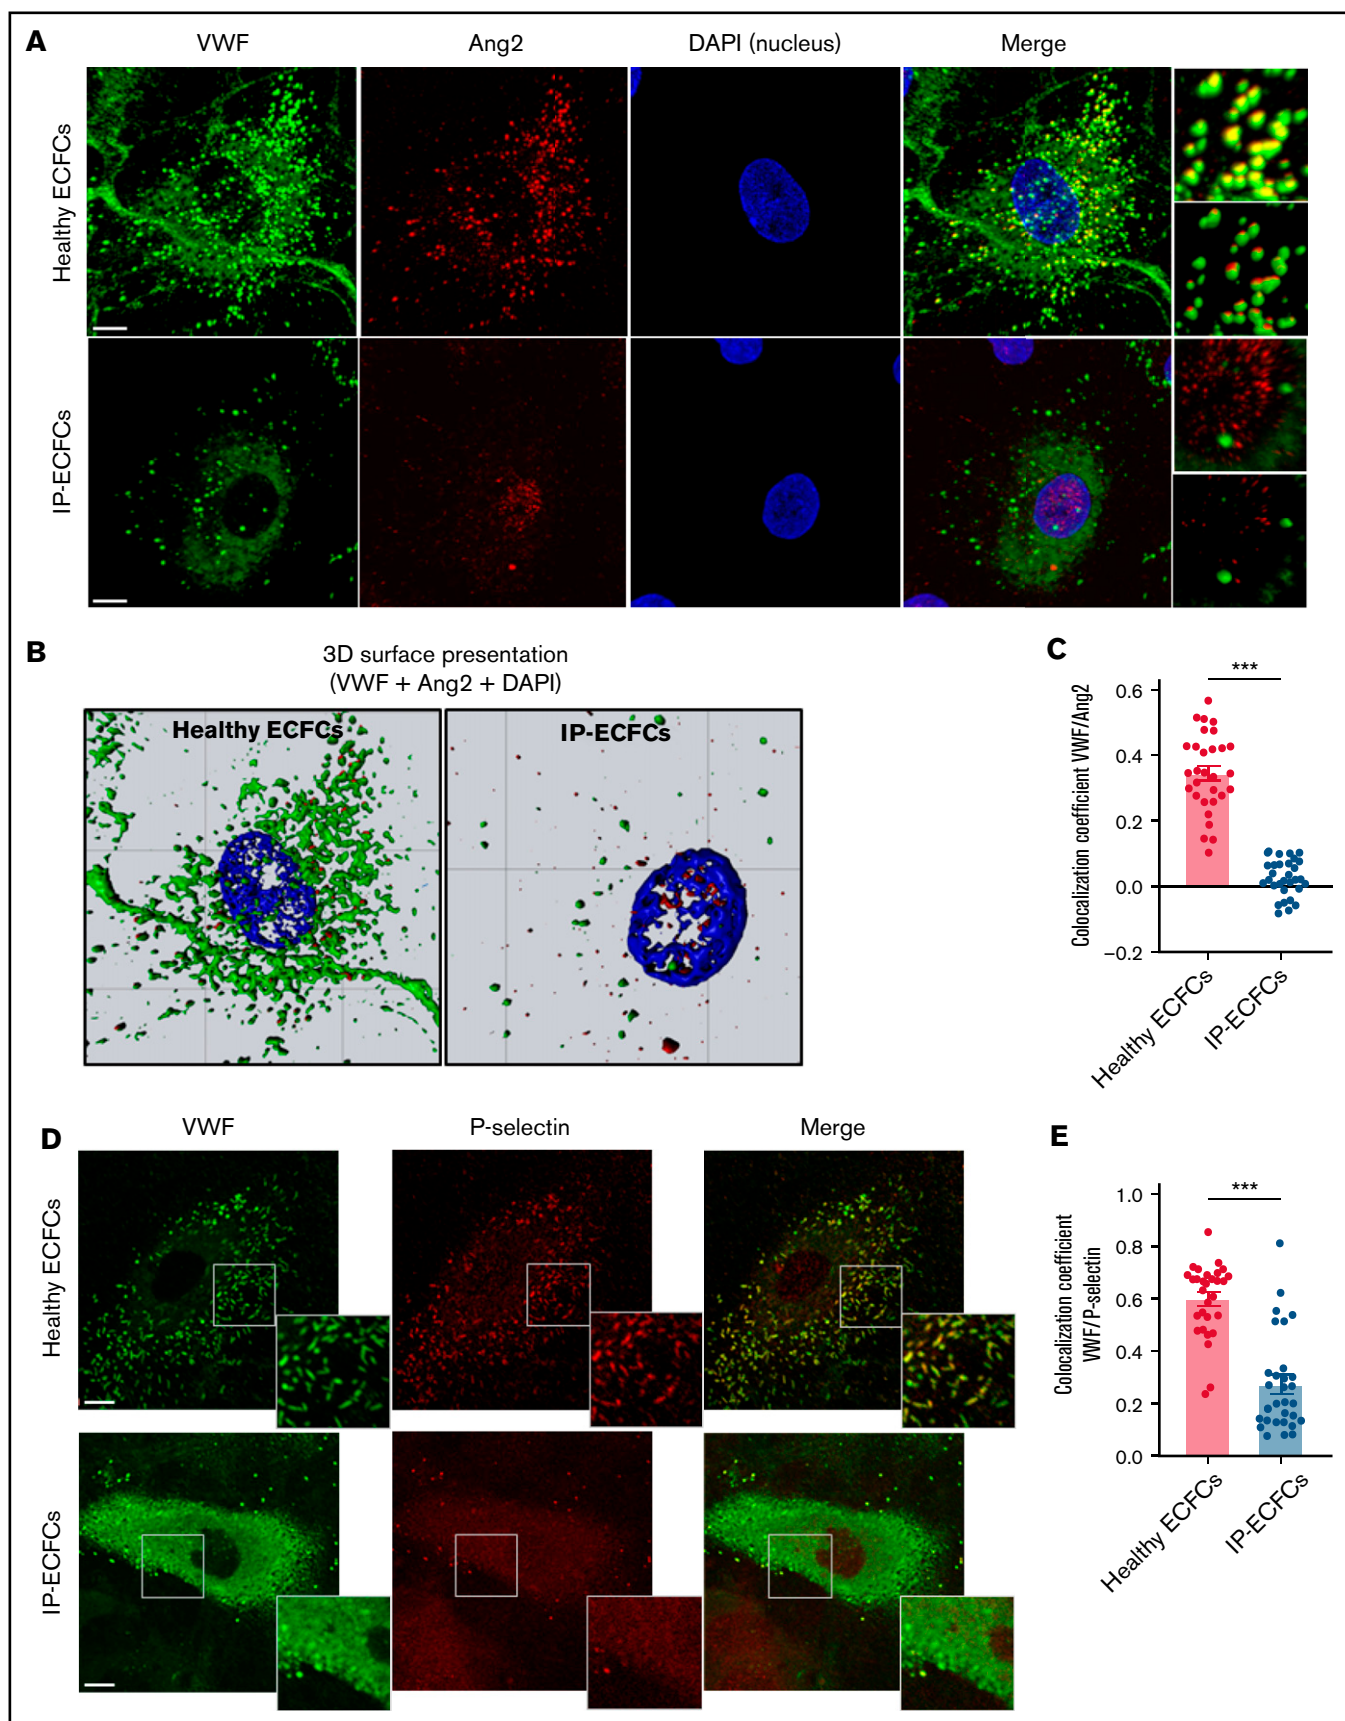 A
VWF
Ang2
DAPI (nucleus)
Merge
Healthy ECFCs
IP-ECFCs
B
3D surface presentation
(VWF + Ang2 + DAPI)
Healthy ECFCs
IP-ECFCs
C
***
Colocalization coefficient VWF/Ang2
0.6
0.4
0.2
0.0
−0.2
Healthy ECFCs
IP-ECFCs
D
VWF
P-selectin
Merge
Healthy ECFCs
IP-ECFCs
E
***
Colocalization coefficient
VWF/P-selectin
1.0
0.8
0.6
0.4
0.2
0.0
Healthy ECFCs
IP-ECFCs